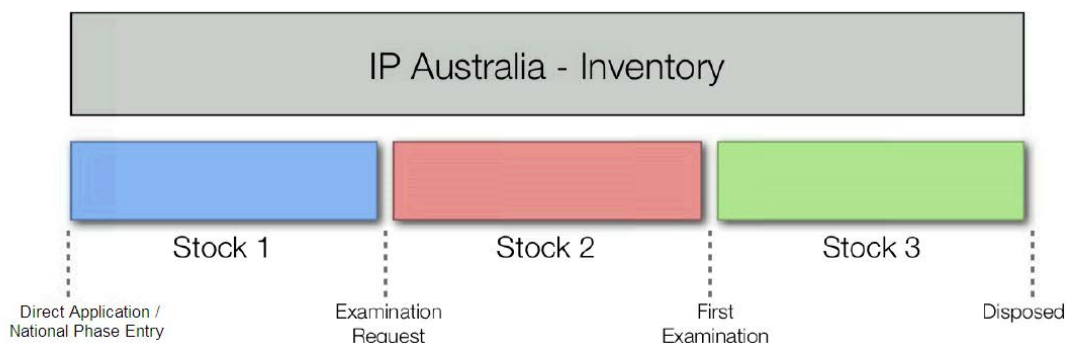 IP Australia - Inventory
Stock 1
Stock 2
Stock 3
Direct Application /
National Phase Entry
Examination
Request
First
Examination
Disposed